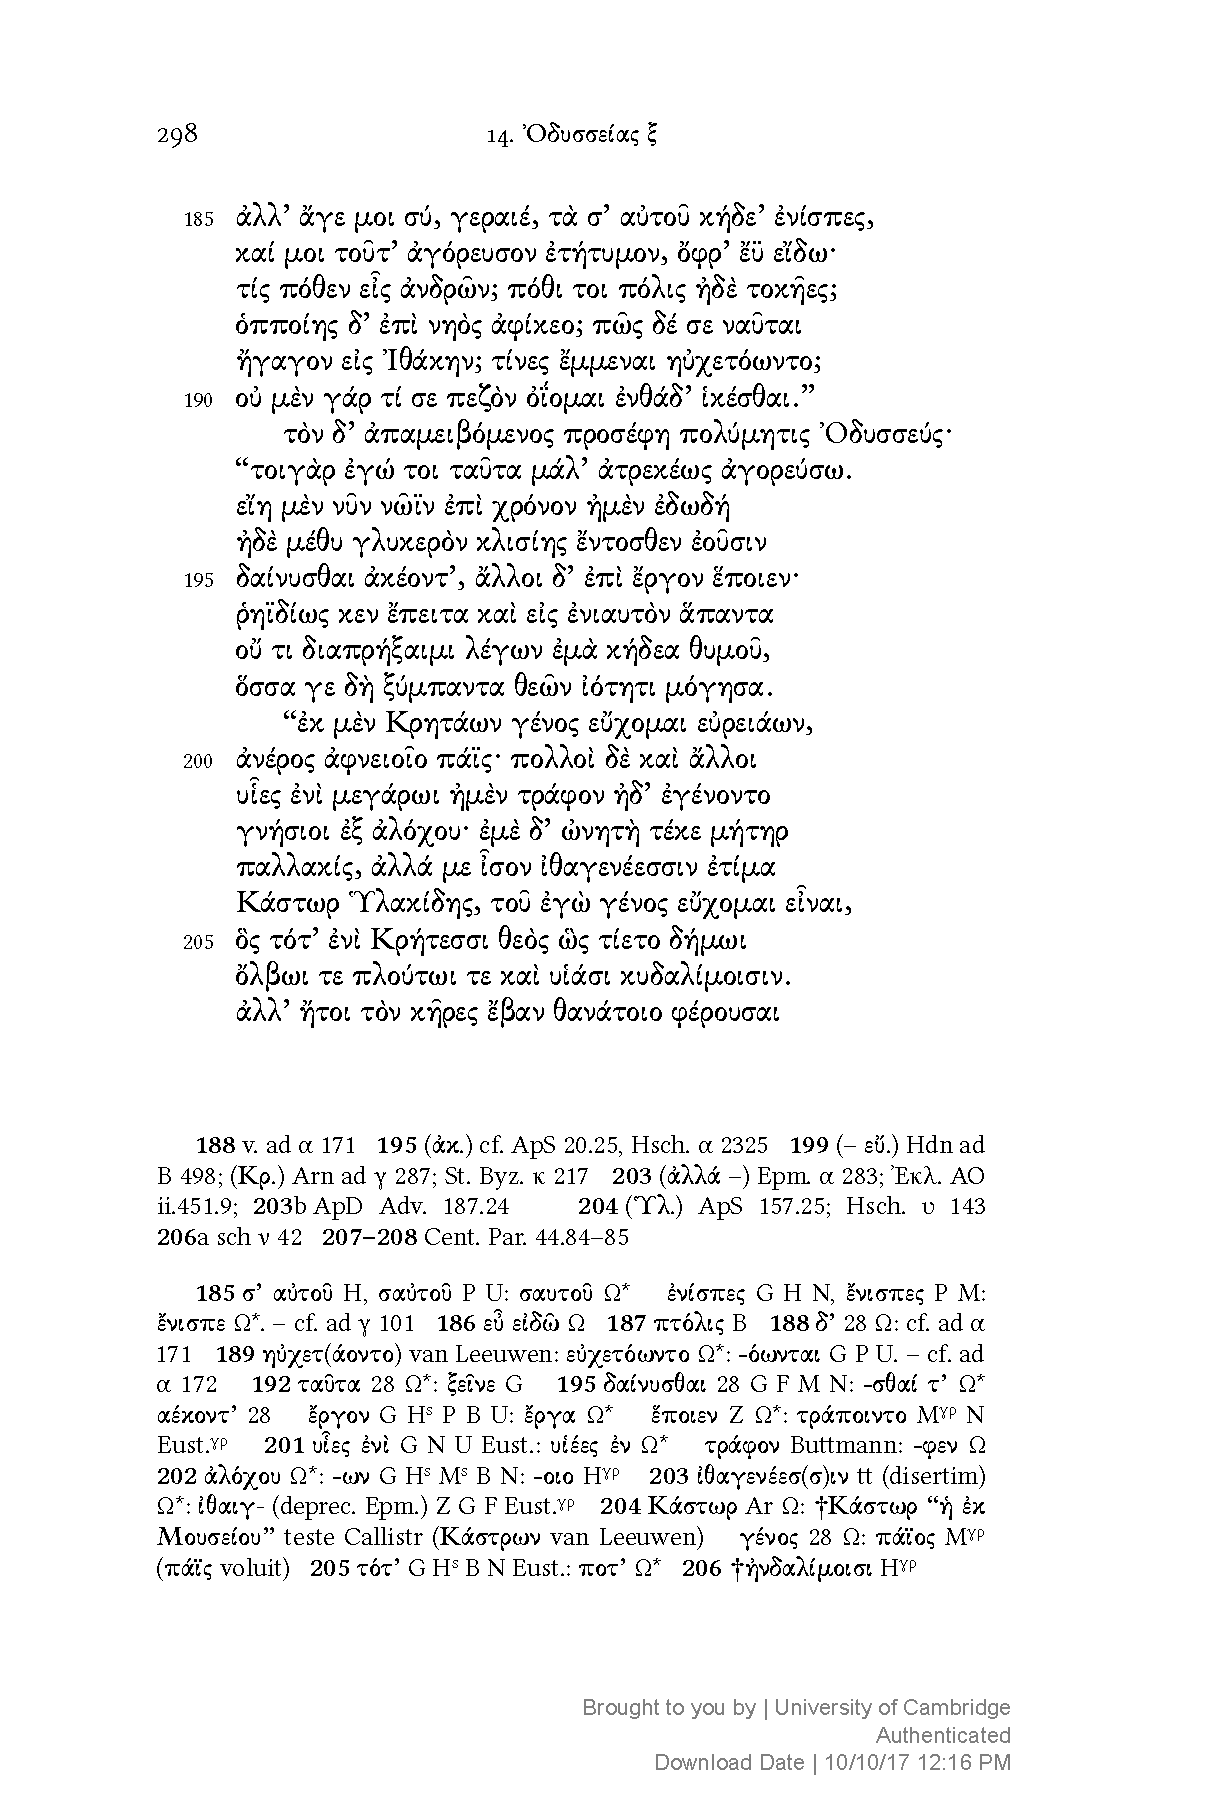 298 14. Ὀδυσσείας ξ
185 ἀλλ’ ἄγε μοι σύ, γεραιέ, τὰ σ’ αὐτοῦ κήδε’ ἐνίσπες,
καί μοι τοῦτ’ ἀγόρευσον ἐτήτυμον, ὄφρ’ ἔϋ εἴδω·
τίς πόθεν εἶς ἀνδρῶν; πόθι τοι πόλις ἠδὲ τοκῆες;
ὁπποίης δ’ ἐπὶ νηὸς ἀφίκεο; πῶς δέ σε ναῦται
ἤγαγον εἰς Ἰθάκην; τίνες ἔμμεναι ηὐχετόωντο;
190 οὐ μὲν γάρ τί σε πεζὸν ὀΐομαι ἐνθάδ’ ἱκέσθαι.”
τὸν δ’ ἀπαμειβόμενος προσέφη πολύμητις Ὀδυσσεύς·
“τοιγὰρ ἐγώ τοι ταῦτα μάλ’ ἀτρεκέως ἀγορεύσω.
εἴη μὲν νῦν νῶϊν ἐπὶ χρόνον ἠμὲν ἐδωδή
ἠδὲ μέθυ γλυκερὸν κλισίης ἔντοσθεν ἐοῦσιν
195 δαίνυσθαι ἀκέοντ’, ἄλλοι δ’ ἐπὶ ἔργον ἕποιεν·
ῥηϊδίως κεν ἔπειτα καὶ εἰς ἐνιαυτὸν ἅπαντα
οὔ τι διαπρήξαιμι λέγων ἐμὰ κήδεα θυμοῦ,
ὅσσα γε δὴ ξύμπαντα θεῶν ἰότητι μόγησα.
“ἐκ μὲν Κρητάων γένος εὔχομαι εὐρειάων,
200 ἀνέρος ἀφνειοῖο πάϊς· πολλοὶ δὲ καὶ ἄλλοι
υἷες ἐνὶ μεγάρωι ἠμὲν τράφον ἠδ’ ἐγένοντο
γνήσιοι ἐξ ἀλόχου· ἐμὲ δ’ ὠνητὴ τέκε μήτηρ
παλλακίς, ἀλλά με ἶσον ἰθαγενέεσσιν ἐτίμα
Κάστωρ Ὑλακίδης, τοῦ ἐγὼ γένος εὔχομαι εἶναι,
205 ὃς τότ’ ἐνὶ Κρήτεσσι θεὸς ὣς τίετο δήμωι
ὄλβωι τε πλούτωι τε καὶ υἱάσι κυδαλίμοισιν.
ἀλλ’ ἤτοι τὸν κῆρες ἔβαν θανάτοιο φέρουσαι
188 v. ad α 171 195 (ἀκ.) cf. ApS 20.25, Hsch. α 2325 199 (– εὔ.) Hdn ad
Β 498; (Κρ.) Arn ad γ 287; St. Byz. κ 217 203 (ἀλλά –) Epm. α 283; Ἐκλ. AO
ii.451.9; 203b ApD Adv. 187.24 204 (Ὑλ.) ApS 157.25; Hsch. υ 143
206a sch ν 42 207–208 Cent. Par. 44.84–85
185 σ’ αὐτοῦ H, σαὐτοῦ P U: σαυτοῦ Ω* ἐνίσπες G H N, ἔνισπες P M:
ἔνισπε Ω*. – cf. ad γ 101 186 εὖ εἰδῶ Ω 187 πτόλις B 188 δ’ 28 Ω: cf. ad α
171 189 ηὐχετ(άοντο) van Leeuwen: εὐχετόωντο Ω*: -όωνται G P U. – cf. ad
α 172 192 ταῦτα 28 Ω*: ξεῖνε G 195 δαίνυσθαι 28 G F M N: -σθαί τ’ Ω*
αέκοντ’ 28 ἔργον G Hˢ P B U: ἔργα Ω* ἕποιεν Z Ω*: τράποιντο Mᵞᵖ N
Eust.ᵞᵖ 201 υἷες ἐνὶ G N U Eust.: υἱέες ἐν Ω* τράφον Buttmann: -φεν Ω
202 ἀλόχου Ω*: -ων G Hˢ Mˢ B N: -οιο Hᵞᵖ 203 ἰθαγενέεσ(σ)ιν tt (disertim)
Ω*: ἰθαιγ- (deprec. Epm.) Z G F Eust.ᵞᵖ 204 Κάστωρ Ar Ω: †Κάστωρ “ἡ ἐκ
Μουσείου” teste Callistr (Κάστρων van Leeuwen) γένος 28 Ω: πάϊος Mᵞᵖ
(πάϊς voluit) 205 τότ’ G Hˢ B N Eust.: ποτ’ Ω* 206 †ἠνδαλίμοισι Hᵞᵖ
Brought to you by | University of Cambridge
Authenticated
Download Date | 10/10/17 12:16 PM